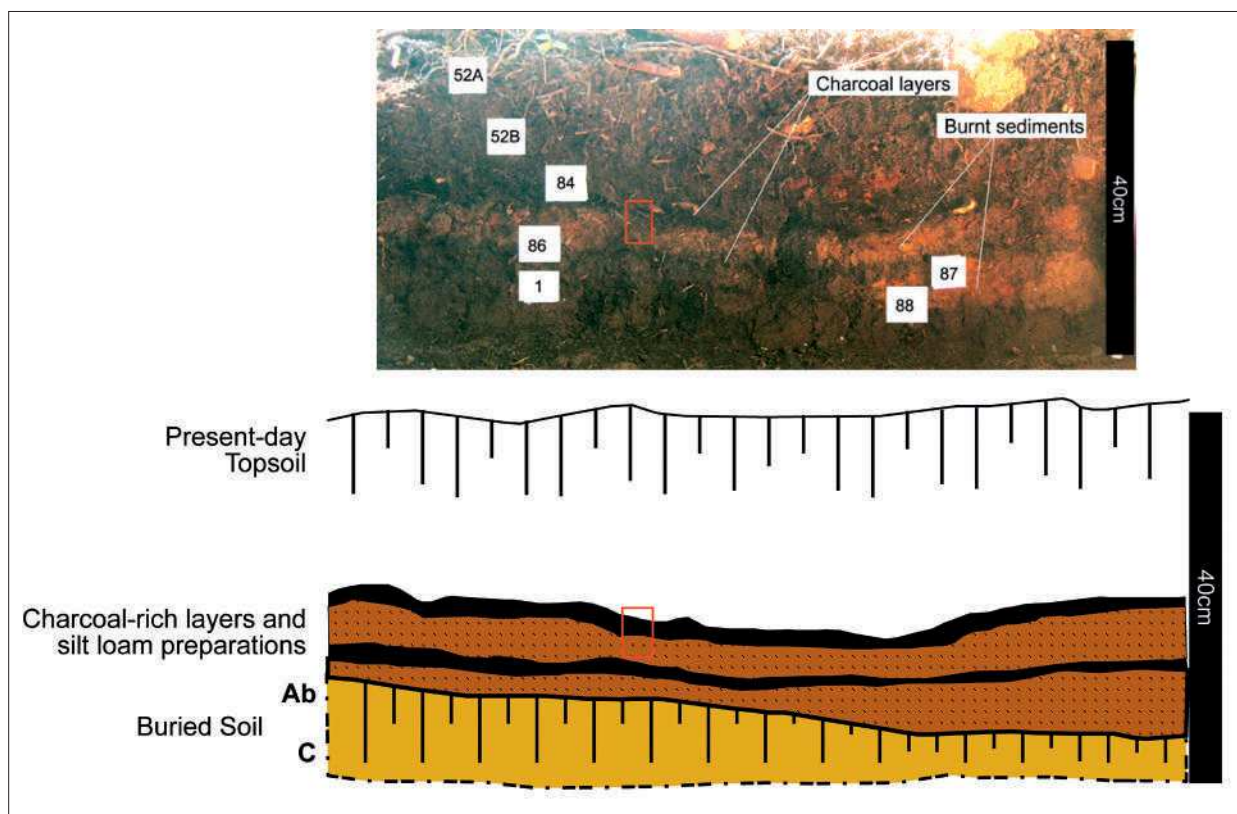 52A
Charcoal layers
52B
Burnt sediments
84
86
87
1
88
40cm
Present-day
Topsoil
Charcoal-rich layers and
silt loam preparations
Ab
Buried Soil
C
40cm